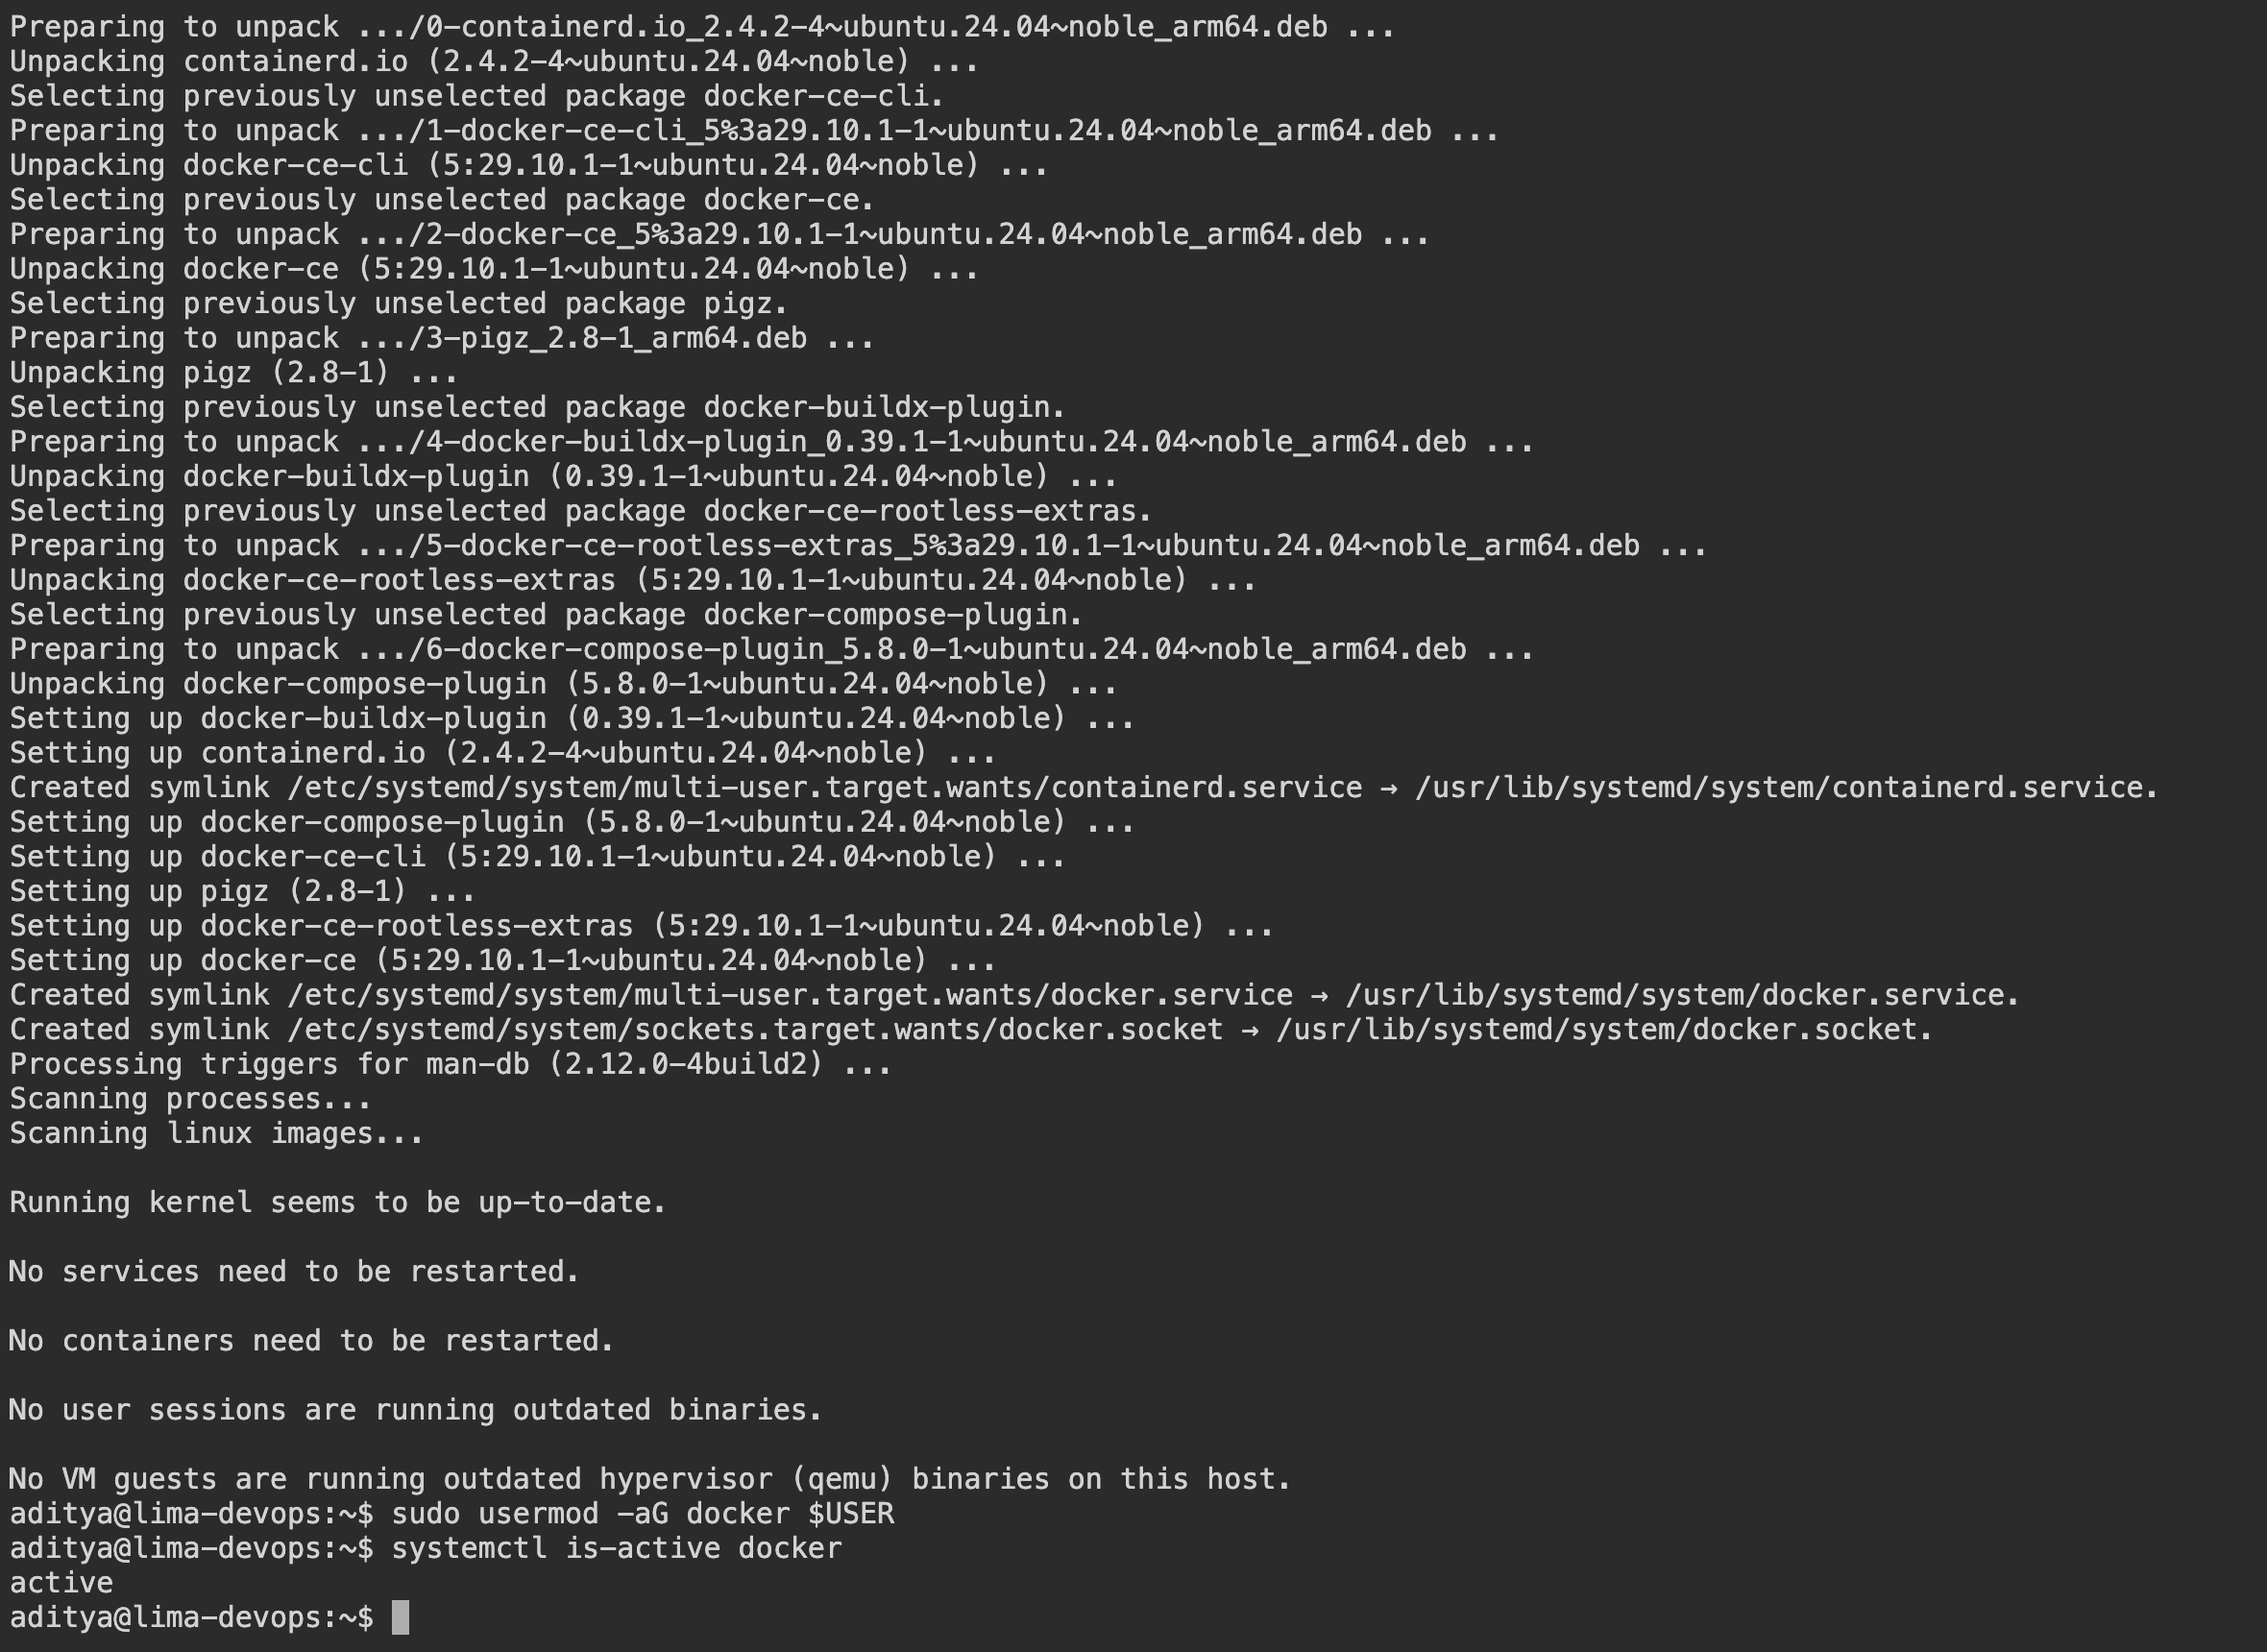 Preparing to unpack .../0-containerd.io_2.4.2-4~ubuntu.24.04~noble_arm64.deb ...
Unpacking containerd.io (2.4.2-4~ubuntu.24.04~noble) ...
Selecting previously unselected package docker-ce-cli.
Preparing to unpack .../1-docker-ce-cli_5%3a29.10.1-1~ubuntu.24.04~noble_arm64.deb ...
Unpacking docker-ce-cli (5:29.10.1-1~ubuntu.24.04~noble) ...
Selecting previously unselected package docker-ce.
Preparing to unpack .../2-docker-ce_5%3a29.10.1-1~ubuntu.24.04~noble_arm64.deb ...
Unpacking docker-ce (5:29.10.1-1~ubuntu.24.04~noble) ...
Selecting previously unselected package pigz.
Preparing to unpack .../3-pigz_2.8-1_arm64.deb ...
Unpacking pigz (2.8-1) ...
Selecting previously unselected package docker-buildx-plugin.
Preparing to unpack .../4-docker-buildx-plugin_0.39.1-1~ubuntu.24.04~noble_arm64.deb ...
Unpacking docker-buildx-plugin (0.39.1-1~ubuntu.24.04~noble) ...
Selecting previously unselected package docker-ce-rootless-extras.
Preparing to unpack .../5-docker-ce-rootless-extras_5%3a29.10.1-1~ubuntu.24.04~noble_arm64.deb ...
Unpacking docker-ce-rootless-extras (5:29.10.1-1~ubuntu.24.04~noble) ...
Selecting previously unselected package docker-compose-plugin.
Preparing to unpack .../6-docker-compose-plugin_5.8.0-1~ubuntu.24.04~noble_arm64.deb ...
Unpacking docker-compose-plugin (5.8.0-1~ubuntu.24.04~noble) ...
Setting up docker-buildx-plugin (0.39.1-1~ubuntu.24.04~noble) ...
Setting up containerd.io (2.4.2-4~ubuntu.24.04~noble) ...
Created symlink /etc/systemd/system/multi-user.target.wants/containerd.service → /usr/lib/systemd/system/containerd.service.
Setting up docker-compose-plugin (5.8.0-1~ubuntu.24.04~noble) ...
Setting up docker-ce-cli (5:29.10.1-1~ubuntu.24.04~noble) ...
Setting up pigz (2.8-1) ...
Setting up docker-ce-rootless-extras (5:29.10.1-1~ubuntu.24.04~noble) ...
Setting up docker-ce (5:29.10.1-1~ubuntu.24.04~noble) ...
Created symlink /etc/systemd/system/multi-user.target.wants/docker.service → /usr/lib/systemd/system/docker.service.
Created symlink /etc/systemd/system/sockets.target.wants/docker.socket → /usr/lib/systemd/system/docker.socket.
Processing triggers for man-db (2.12.0-4build2) ...
Scanning processes...
Scanning linux images...

Running kernel seems to be up-to-date.

No services need to be restarted.

No containers need to be restarted.

No user sessions are running outdated binaries.

No VM guests are running outdated hypervisor (qemu) binaries on this host.
aditya@lima-devops:~$ sudo usermod -aG docker $USER
aditya@lima-devops:~$ systemctl is-active docker
active
aditya@lima-devops:~$